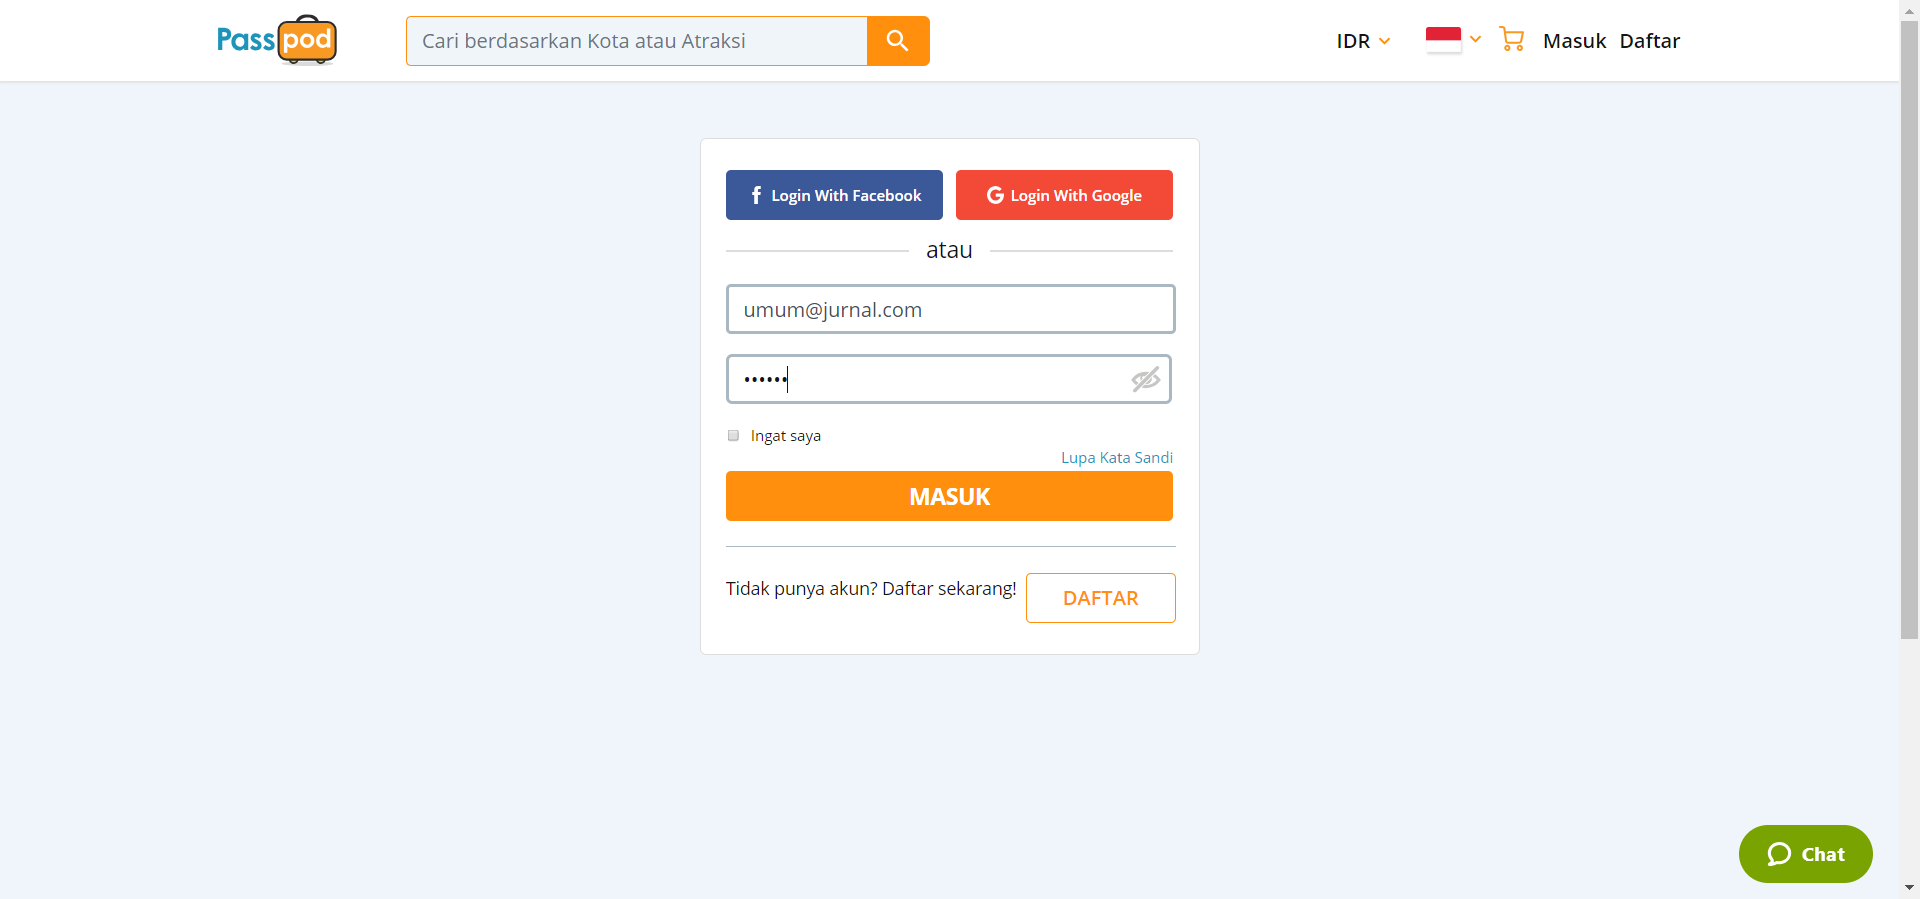 Passpod
Cari berdasarkan Kota atau Atraksi
IDR
Masuk Daftar
Login With Facebook
Login With Google
atau
umum@jurnal.com
••••••
Ingat saya
Lupa Kata Sandi
MASUK
Tidak punya akun? Daftar sekarang!
DAFTAR
Chat